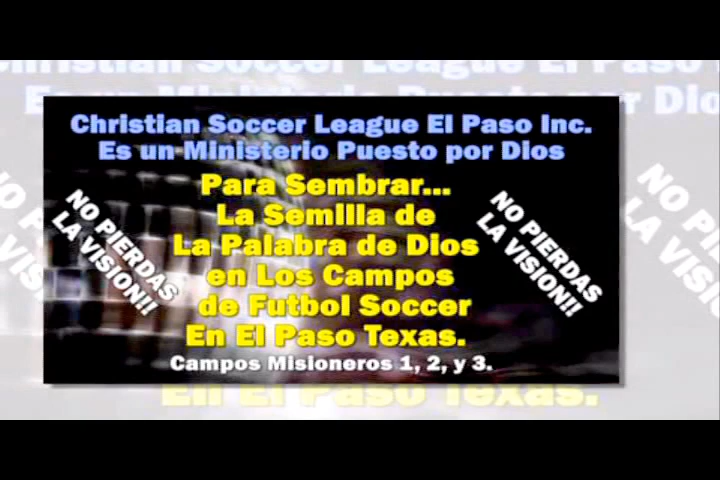 Christian Soccer League El Paso Inc.
Es un Ministerio Puesto por Dios
Para Sembrar...
La Semilla de
La Palabra de Dios
en Los Campos
de Futbol Soccer
En El Paso Texas.
Campos Misioneros 1, 2, y 3.
NO PIERDAS
LA VISION!!
NO PIERDAS
LA VISION!!